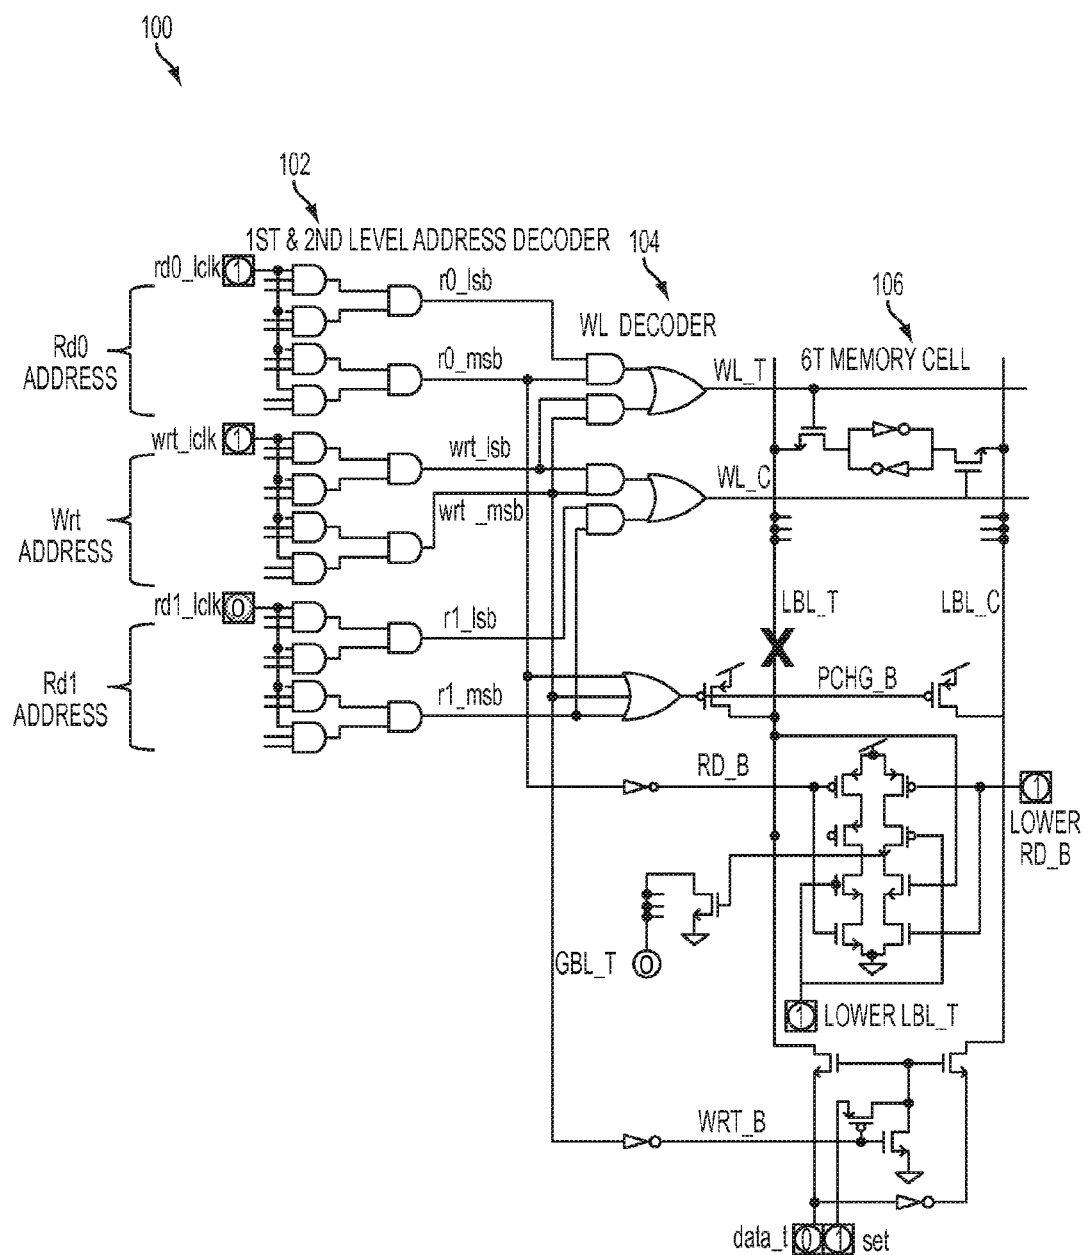 100
102
1ST & 2ND LEVEL ADDRESS DECODER
104
rd0_lclk 1
r0_lsb
WL DECODER
106
6T MEMORY CELL
Rd0
ADDRESS
r0_msb
WL_T
wrt_lclk 1
wrt_lsb
WL_C
Wrt
ADDRESS
wrt _msb
rd1_lclk 0
LBL_T
LBL_C
r1_lsb
X
Rd1
ADDRESS
r1_msb
PCHG_B
RD_B
1
LOWER
RD_B
GBL_T 0
1 LOWER LBL_T
WRT_B
data_t 0 1 set